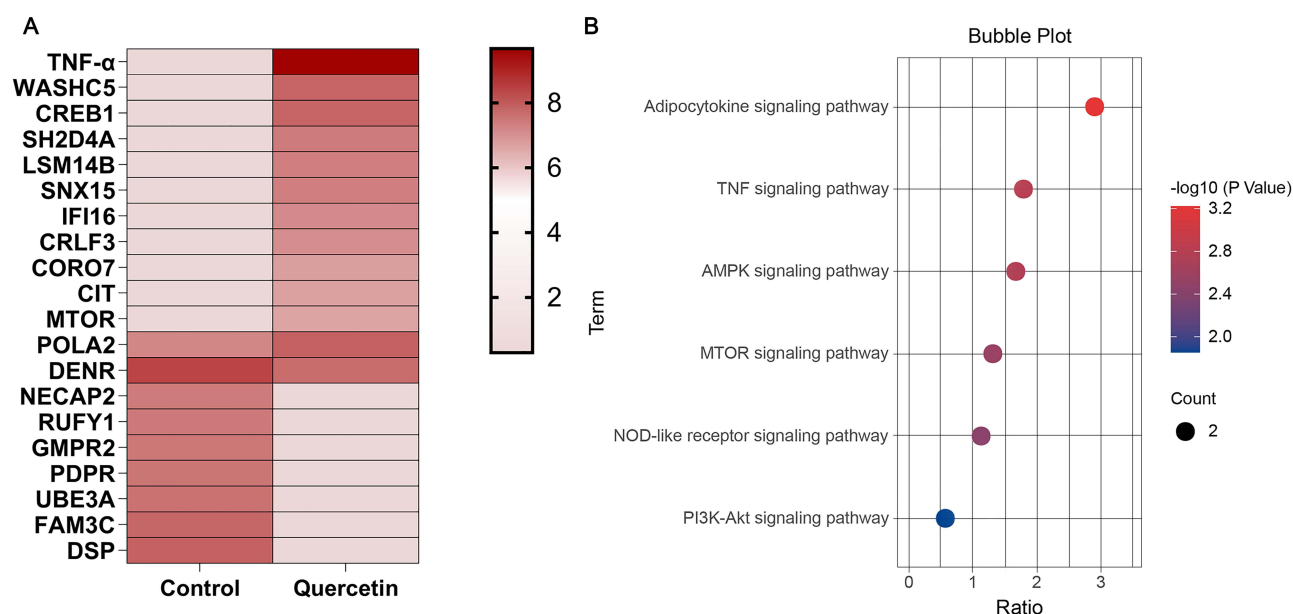 A
TNF-α
WASHC5
CREB1
SH2D4A
LSM14B
SNX15
IFI16
CRLF3
CORO7
CIT
MTOR
POLA2
DENR
NECAP2
RUFY1
GMPR2
PDPR
UBE3A
FAM3C
DSP
Control Quercetin
8
6
4
2
B
Bubble Plot
Term
Adipocytokine signaling pathway
TNF signaling pathway
AMPK signaling pathway
MTOR signaling pathway
NOD-like receptor signaling pathway
PI3K-Akt signaling pathway
0 1 2 3
Ratio
-log10 (P Value)
3.2
2.8
2.4
2.0
Count
2